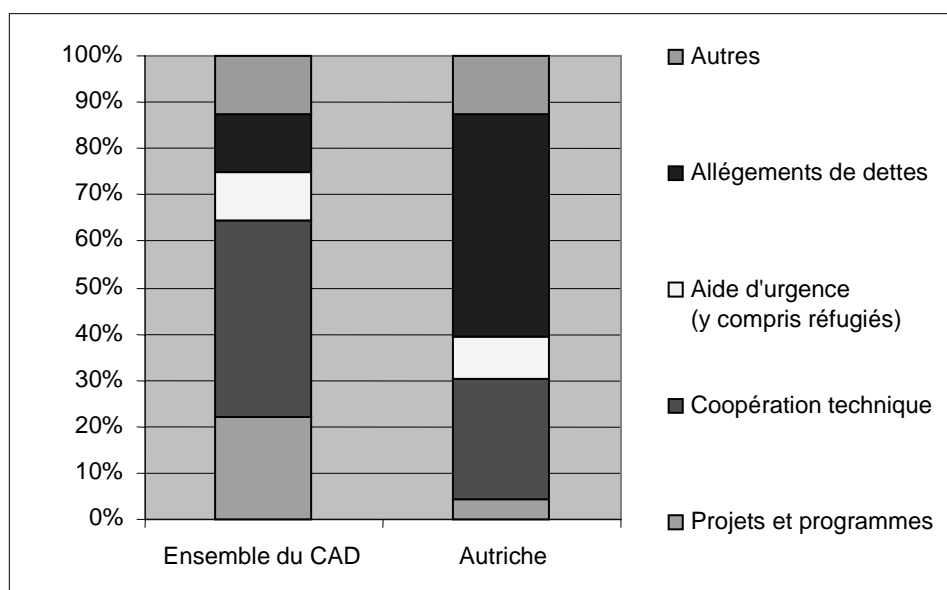 100%
90%
80%
70%
60%
50%
40%
30%
20%
10%
0%
Ensemble du CAD
Autriche
Autres
Allégements de dettes
Aide d'urgence
(y compris réfugiés)
Coopération technique
Projets et programmes